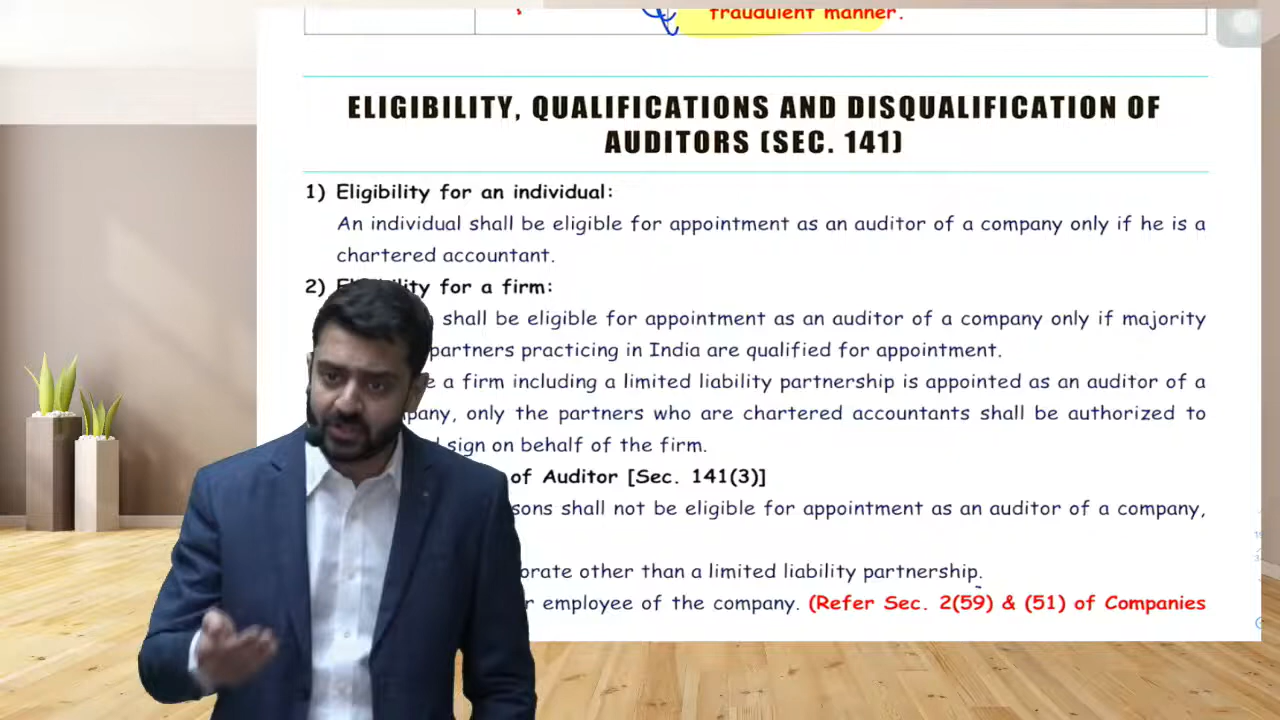 fraudulent manner.
ELIGIBILITY, QUALIFICATIONS AND DISQUALIFICATION OF
AUDITORS (SEC. 141)
1) Eligibility for an individual:
An individual shall be eligible for appointment as an auditor of a company only if he is a
chartered accountant.
2) Eligibility for a firm:
shall be eligible for appointment as an auditor of a company only if majority
partners practicing in India are qualified for appointment.
a firm including a limited liability partnership is appointed as an auditor of a
only the partners who are chartered accountants shall be authorized to
sign on behalf of the firm.
of Auditor [Sec. 141(3)]
shall not be eligible for appointment as an auditor of a company,
other than a limited liability partnership.
employee of the company. (Refer Sec. 2(59) & (51) of Companies